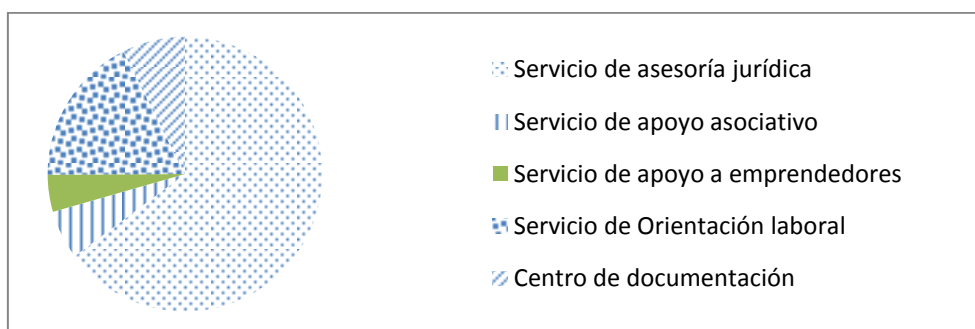 Servicio de asesoría jurídica
Servicio de apoyo asociativo
Servicio de apoyo a emprendedores
Servicio de Orientación laboral
Centro de documentación